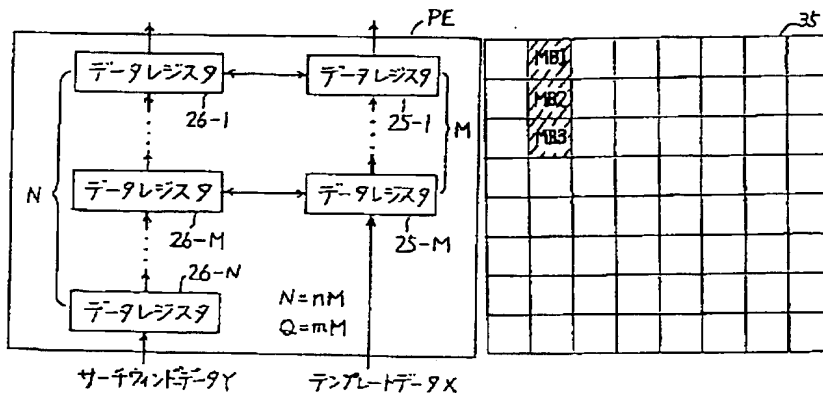 PE
35
データレジスタ
データレジスタ
MB1
26-1
25-1
M
MB2
MB3
N
データレジスタ
データレジスタ
26-M
25-M
26-N
データレジスタ
N=nM
Q=mM
サーチウィンドデータY
テンプレートデータX